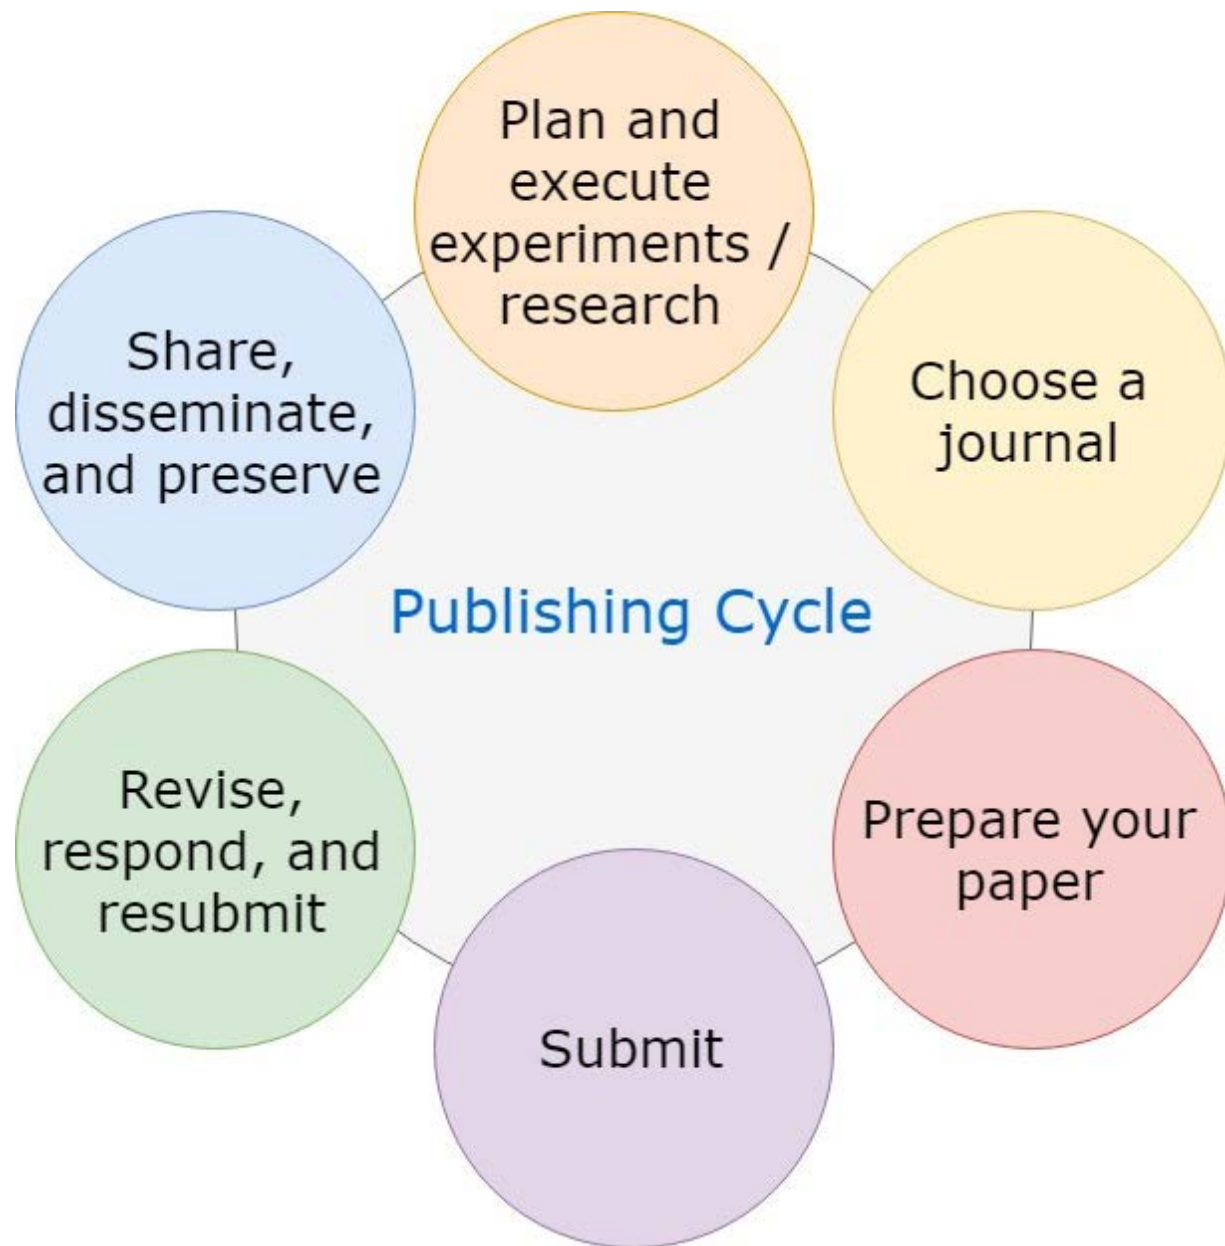 Plan and
execute
experiments /
research
Choose a
journal
Prepare your
paper
Submit
Revise,
respond, and
resubmit
Share,
disseminate,
and preserve
Publishing Cycle